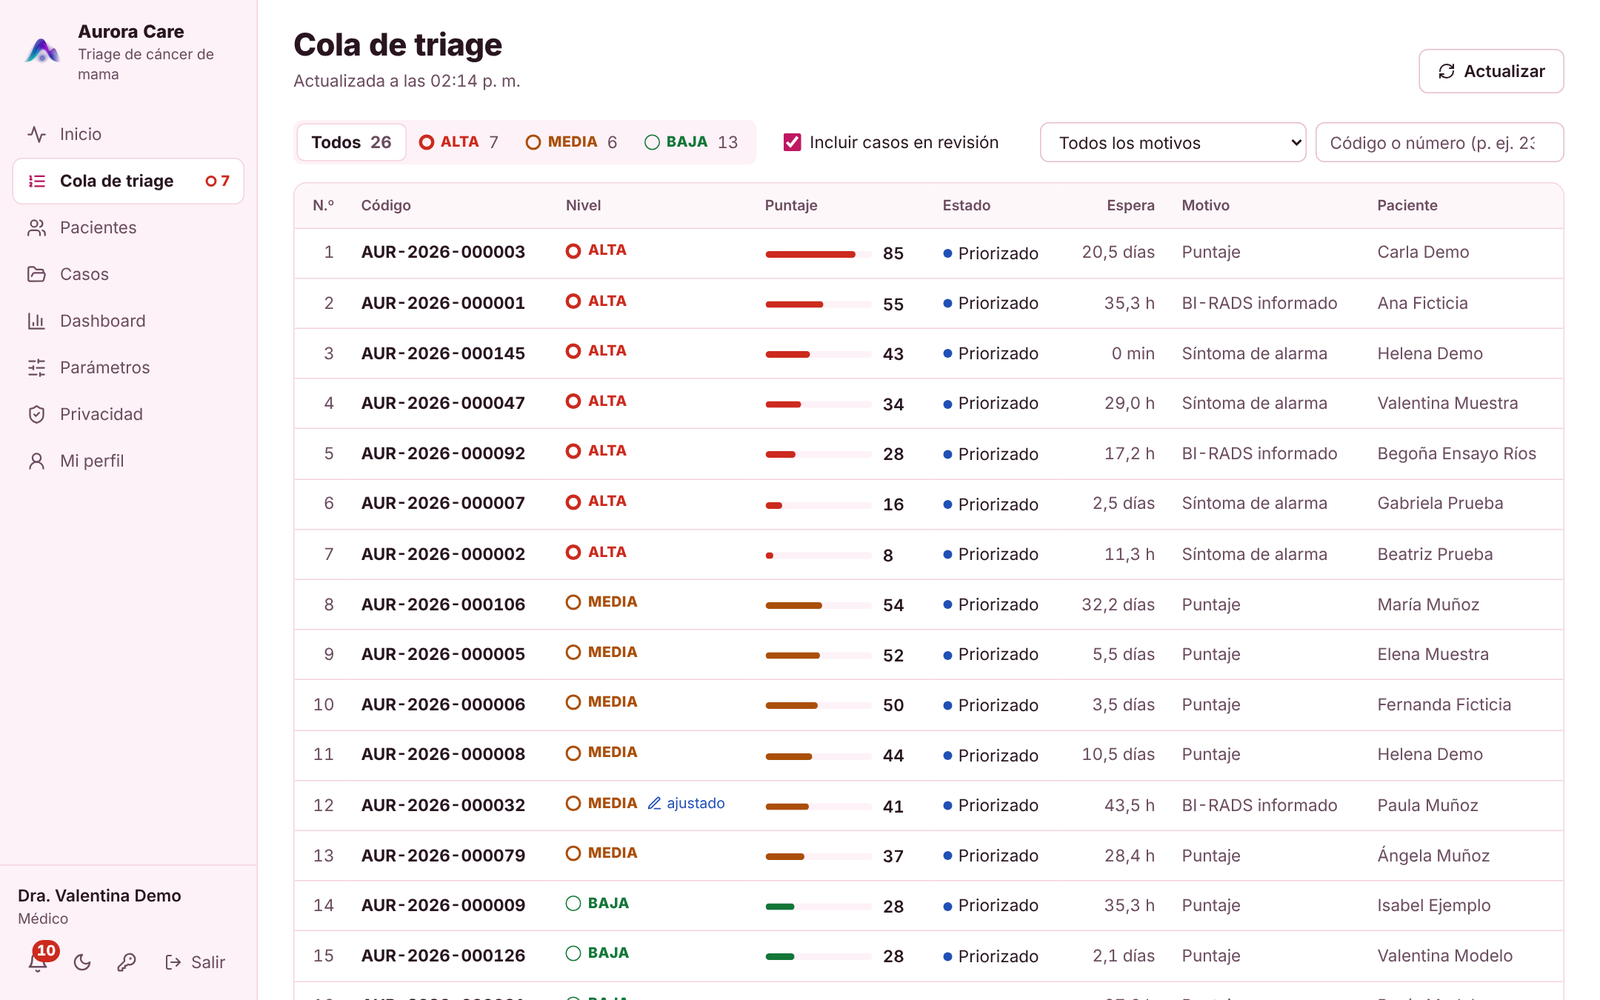 Aurora Care
Triage de cáncer de
mama
Inicio
Cola de triage 7
Pacientes
Casos
Dashboard
Parámetros
Privacidad
Mi perfil
Dra. Valentina Demo
Médico
10
Salir
Cola de triage
Actualizada a las 02:14 p. m.
Actualizar
Todos 26 ALTA 7 MEDIA 6 BAJA 13 Incluir casos en revisión Todos los motivos Código o número (p. ej. 23
N.º Código Nivel Puntaje Estado Espera Motivo Paciente
1 AUR-2026-000003 ALTA 85 Priorizado 20,5 días Puntaje Carla Demo
2 AUR-2026-000001 ALTA 55 Priorizado 35,3 h BI-RADS informado Ana Ficticia
3 AUR-2026-000145 ALTA 43 Priorizado 0 min Síntoma de alarma Helena Demo
4 AUR-2026-000047 ALTA 34 Priorizado 29,0 h Síntoma de alarma Valentina Muestra
5 AUR-2026-000092 ALTA 28 Priorizado 17,2 h BI-RADS informado Begoña Ensayo Ríos
6 AUR-2026-000007 ALTA 16 Priorizado 2,5 días Síntoma de alarma Gabriela Prueba
7 AUR-2026-000002 ALTA 8 Priorizado 11,3 h Síntoma de alarma Beatriz Prueba
8 AUR-2026-000106 MEDIA 54 Priorizado 32,2 días Puntaje María Muñoz
9 AUR-2026-000005 MEDIA 52 Priorizado 5,5 días Puntaje Elena Muestra
10 AUR-2026-000006 MEDIA 50 Priorizado 3,5 días Puntaje Fernanda Ficticia
11 AUR-2026-000008 MEDIA 44 Priorizado 10,5 días Puntaje Helena Demo
12 AUR-2026-000032 MEDIA ajustado 41 Priorizado 43,5 h BI-RADS informado Paula Muñoz
13 AUR-2026-000079 MEDIA 37 Priorizado 28,4 h Puntaje Ángela Muñoz
14 AUR-2026-000009 BAJA 28 Priorizado 35,3 h Puntaje Isabel Ejemplo
15 AUR-2026-000126 BAJA 28 Priorizado 2,1 días Puntaje Valentina Modelo